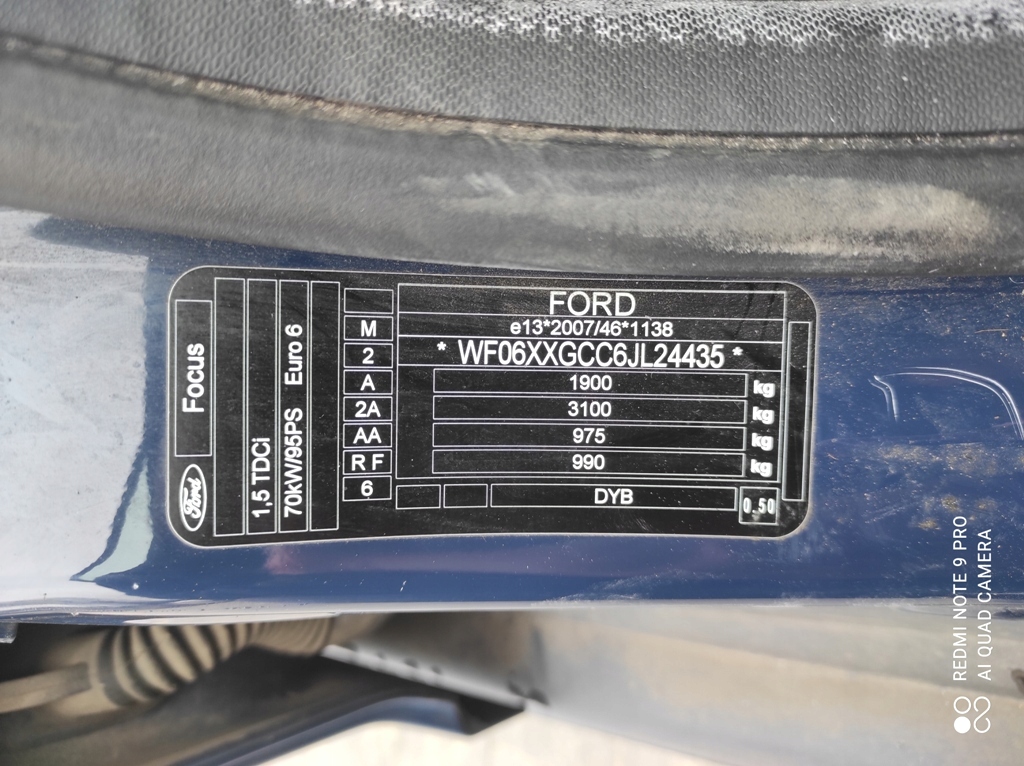 FORD
e13*2007/46*1138
* WF06XXGCC6JL24435 *
1900 kg
3100 kg
975 kg
990 kg
DYB
0.50
M
2
A
2A
AA
R F
6
Ford Focus
1,5 TDCi
70kW/95PS Euro 6
REDMI NOTE 9 PRO
AI QUAD CAMERA